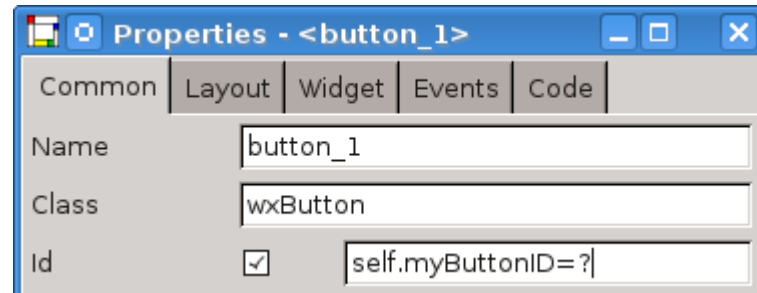 Properties - <button_1>
Common Layout Widget Events Code
Name button_1
Class wxButton
Id self.myButtonID=?